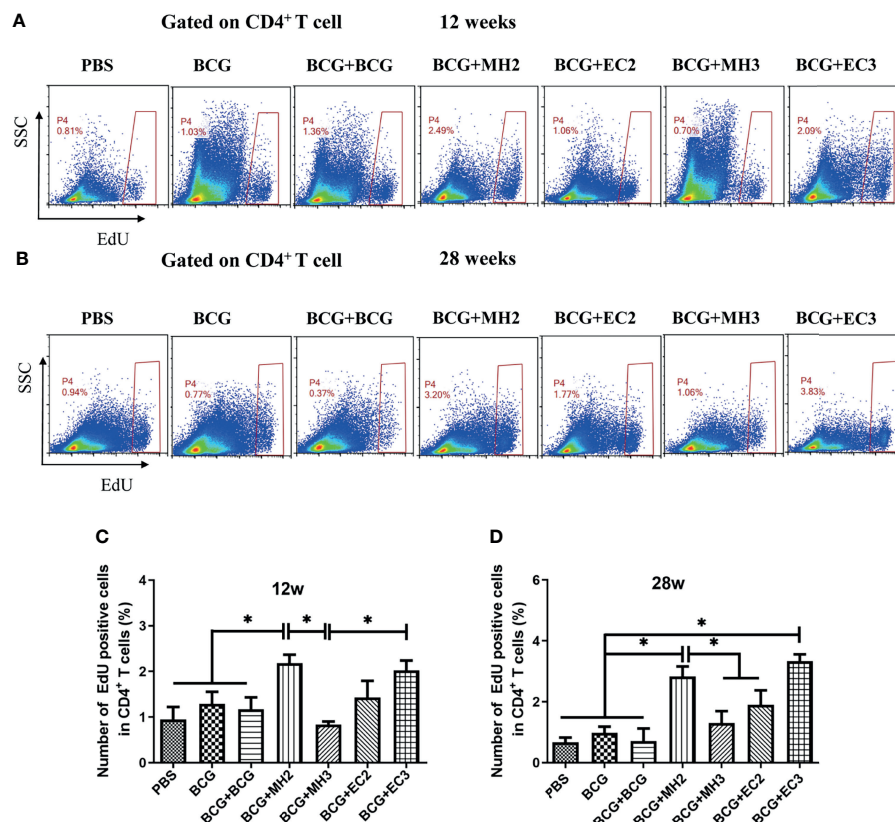 A
Gated on CD4⁺ T cell 12 weeks
PBS BCG BCG+BCG BCG+MH2 BCG+EC2 BCG+MH3 BCG+EC3
SSC
P4 P4 P4 P4 P4 P4 P4
0.81% 1.03% 1.36% 2.49% 1.06% 0.70% 2.09%
EdU
B
Gated on CD4⁺ T cell 28 weeks
PBS BCG BCG+BCG BCG+MH2 BCG+EC2 BCG+MH3 BCG+EC3
SSC
P4 P4 P4 P4 P4 P4 P4
0.94% 0.77% 0.37% 3.20% 1.77% 1.06% 3.83%
EdU
C
12w
Number of EdU positive cells
in CD4⁺ T cells (%)
4
3
2
1
0
* * *
PBS BCG BCG+BCG BCG+MH2 BCG+MH3 BCG+EC2 BCG+EC3
D
28w
Number of EdU positive cells
in CD4⁺ T cells (%)
6
4
2
0
*
* *
PBS BCG BCG+BCG BCG+MH2 BCG+MH3 BCG+EC2 BCG+EC3